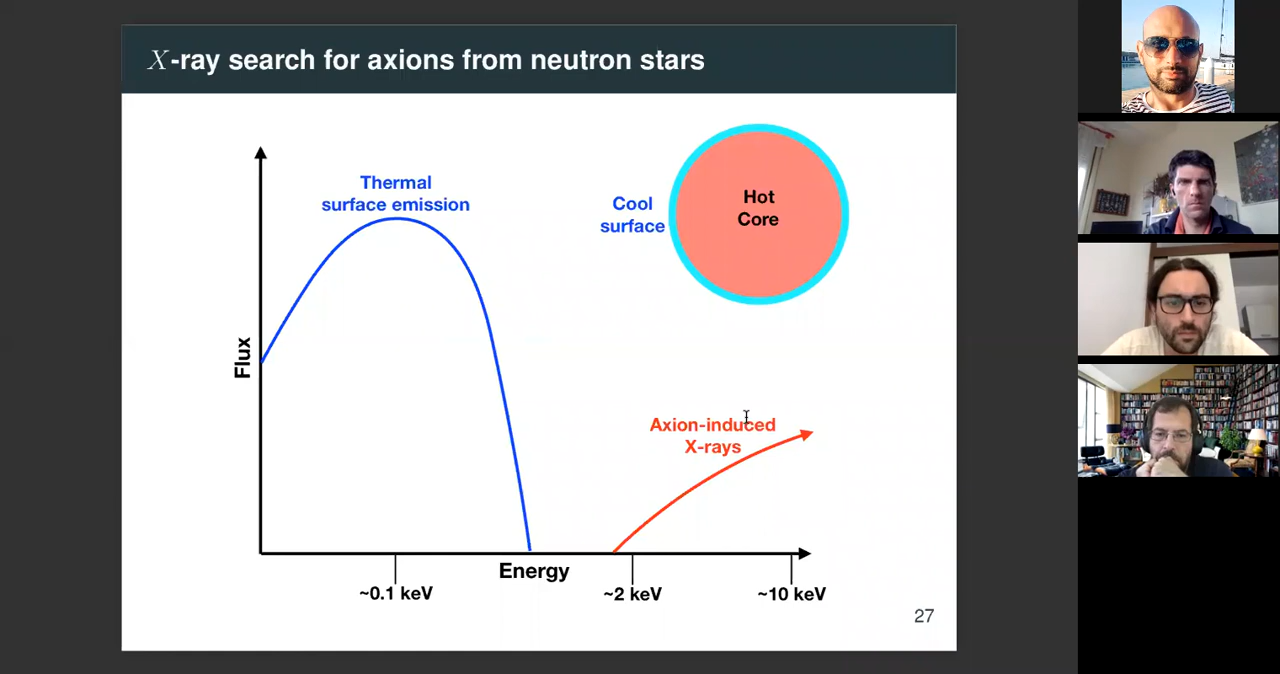 X-ray search for axions from neutron stars
Thermal
surface emission
Cool
surface
Hot
Core
Flux
Axion-induced
X-rays
Energy
~0.1 keV
~2 keV
~10 keV
27